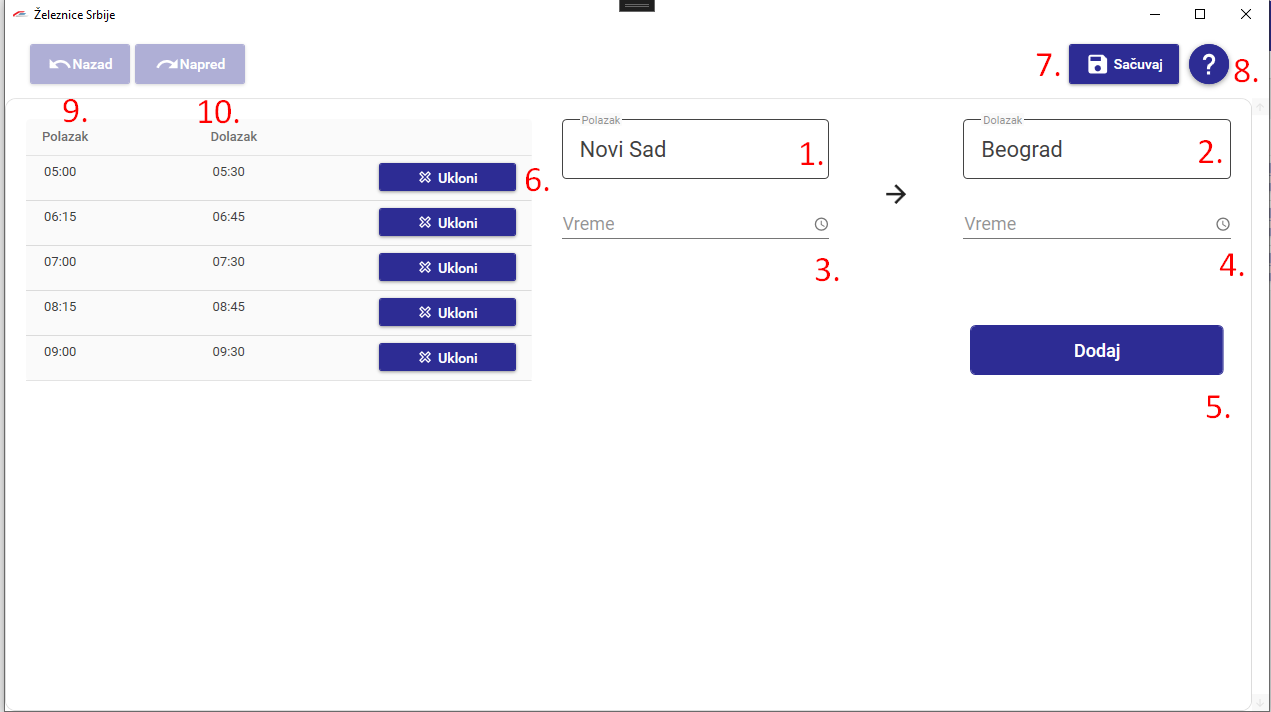 Železnice Srbije
Nazad
Napred
7.
Sačuvaj
?
8.
9.
10.
Polazak
Dolazak
05:00
05:30
Ukloni
6.
06:15
06:45
Ukloni
07:00
07:30
Ukloni
08:15
08:45
Ukloni
09:00
09:30
Ukloni
Polazak
Novi Sad
1.
Vreme
3.
Dolazak
Beograd
2.
Vreme
4.
Dodaj
5.